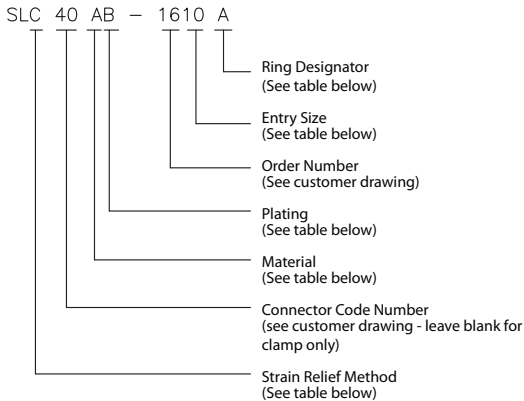 SLC 40 AB - 1610 A
Ring Designator
(See table below)
Entry Size
(See table below)
Order Number
(See customer drawing)
Plating
(See table below)
Material
(See table below)
Connector Code Number
(see customer drawing - leave blank for
clamp only)
Strain Relief Method
(See table below)